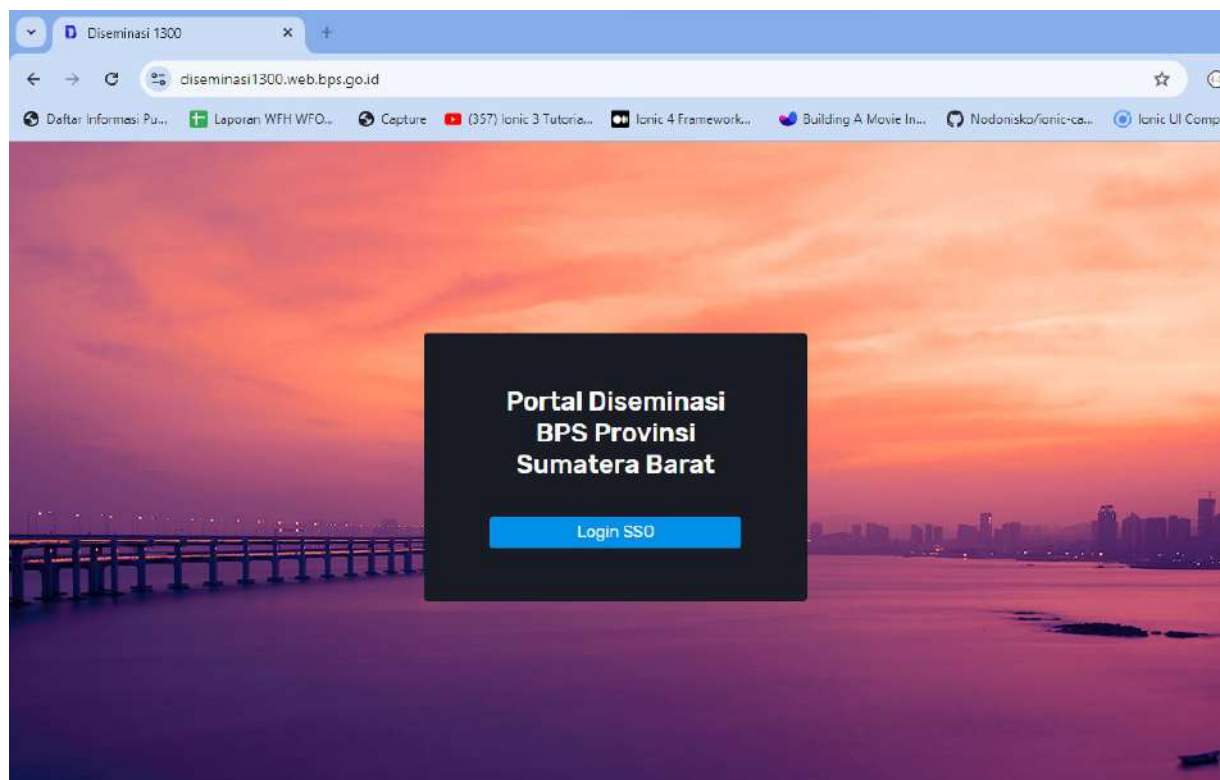 Diseminasi 1300
diseminasi1300.web.bps.go.id
Daftar Informasi Pu... Laporan WFH WFO... Capture (357) Ionic 3 Tutoria... Ionic 4 Framework... Building A Movie In... Nodonisko/ionic-ca... Ionic UI Comp
Portal Diseminasi
BPS Provinsi
Sumatera Barat
Login SSO